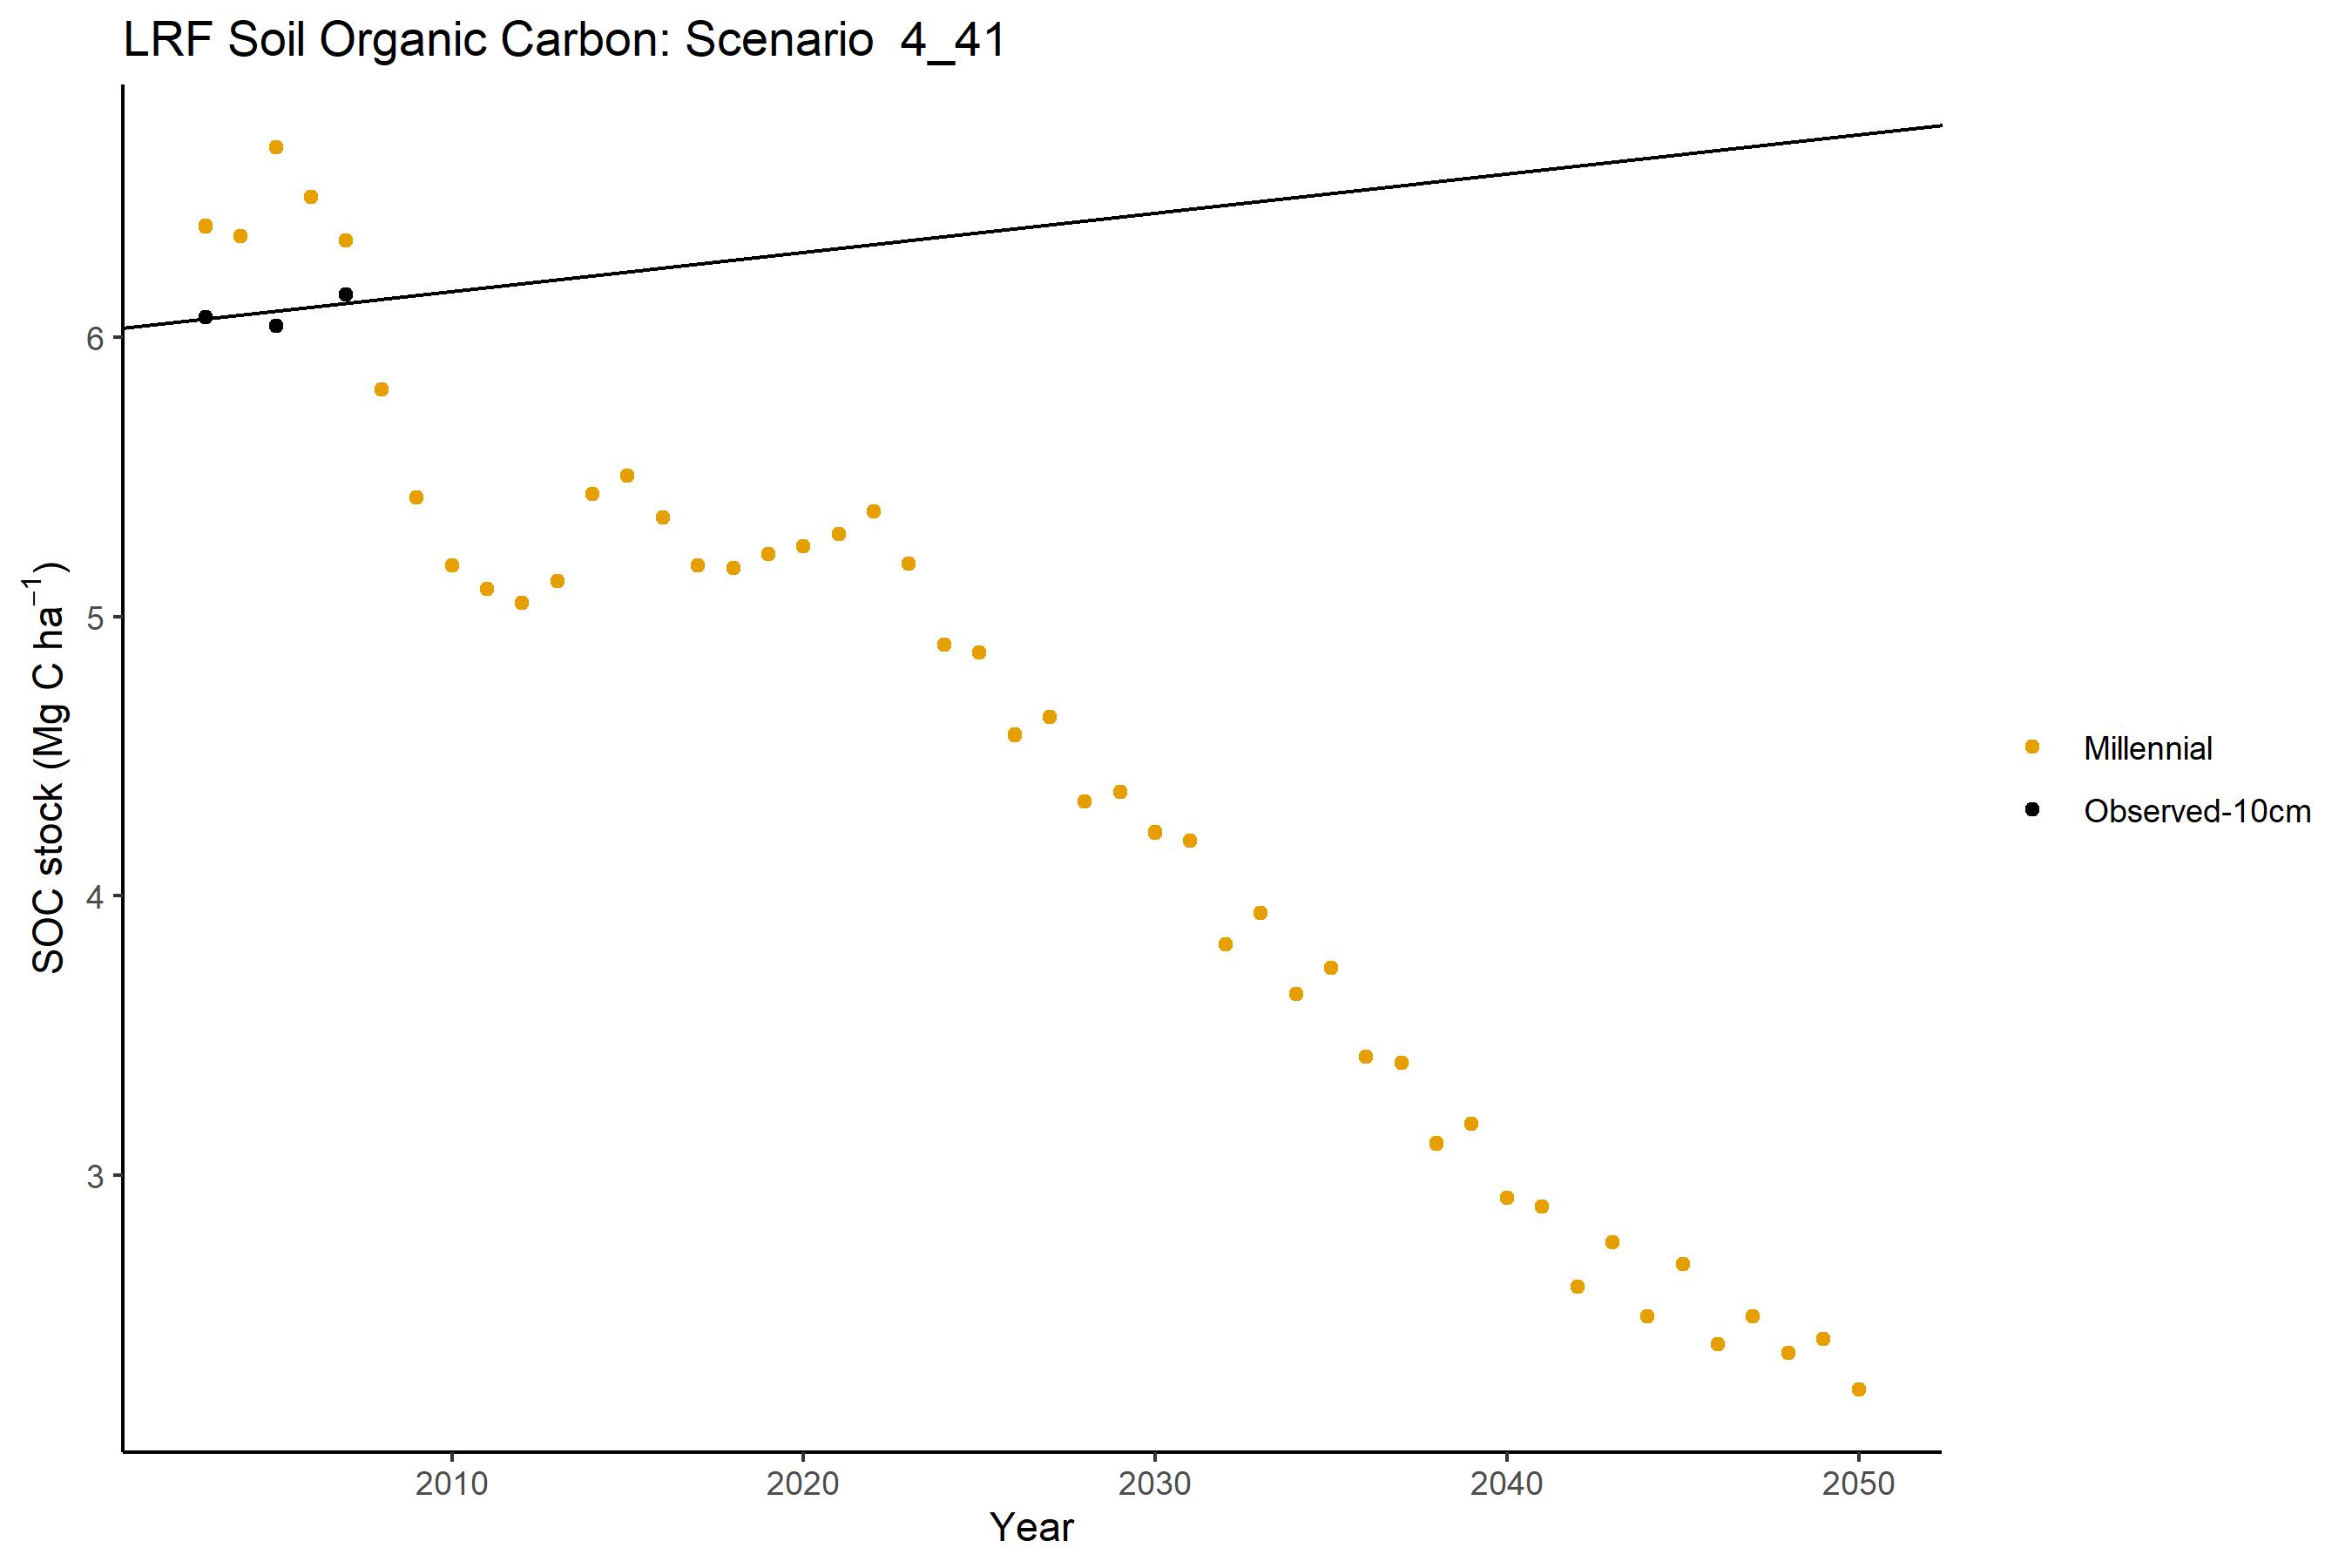 LRF Soil Organic Carbon: Scenario  4_41
SOC stock (Mg C ha⁻¹)
6
5
4
3
2010
2020
2030
2040
2050
Year
Millennial
Observed-10cm